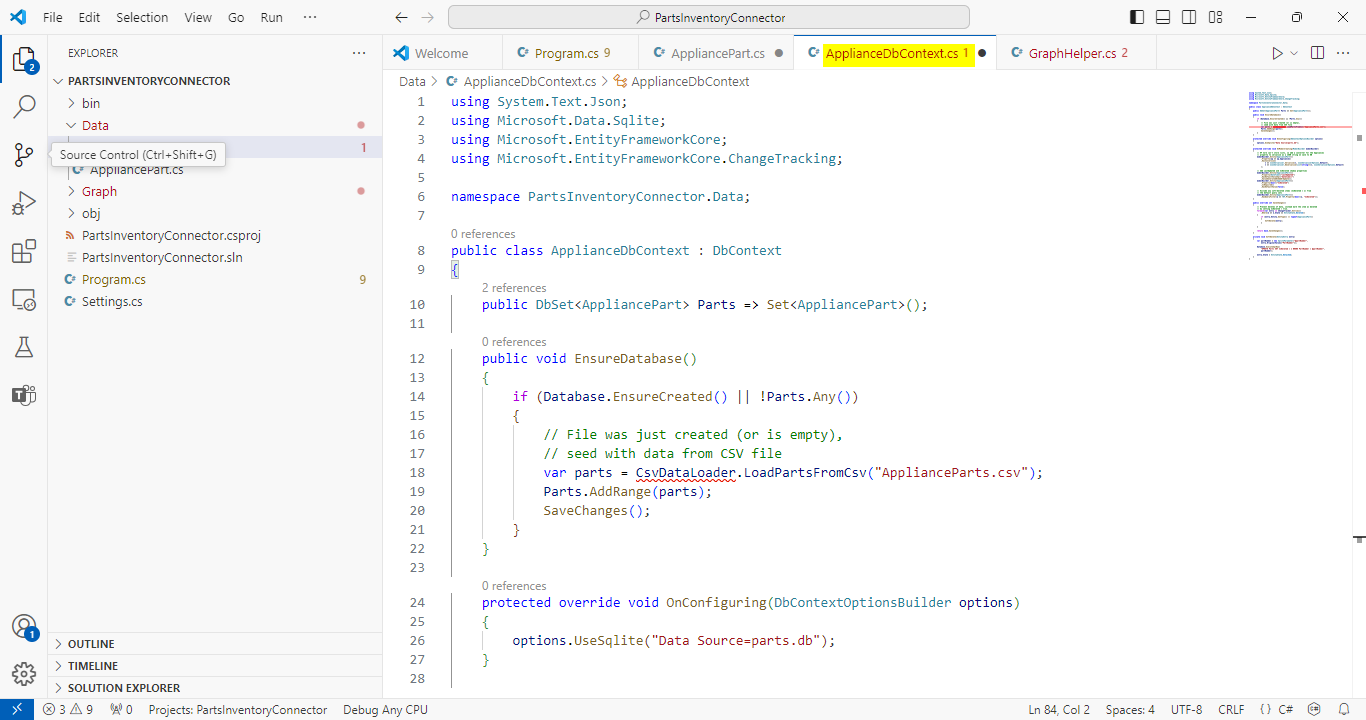 File Edit Selection View Go Run ··· PartsInventoryConnector
EXPLORER ···
PARTSINVENTORYCONNECTOR
bin
Data
1
Source Control (Ctrl+Shift+G)
C# AppliancePart.cs
Graph
obj
PartsInventoryConnector.csproj
PartsInventoryConnector.sln
C# Program.cs 9
C# Settings.cs
OUTLINE
TIMELINE
SOLUTION EXPLORER
2
1
Welcome C# Program.cs 9 C# AppliancePart.cs C# ApplianceDbContext.cs 1 C# GraphHelper.cs 2
Data > C# ApplianceDbContext.cs > ApplianceDbContext
1 using System.Text.Json;
2 using Microsoft.Data.Sqlite;
3 using Microsoft.EntityFrameworkCore;
4 using Microsoft.EntityFrameworkCore.ChangeTracking;
5
6 namespace PartsInventoryConnector.Data;
7
0 references
8 public class ApplianceDbContext : DbContext
9 {
2 references
10 public DbSet<AppliancePart> Parts => Set<AppliancePart>();
11
0 references
12 public void EnsureDatabase()
13 {
14 if (Database.EnsureCreated() || !Parts.Any())
15 {
16 // File was just created (or is empty),
17 // seed with data from CSV file
18 var parts = CsvDataLoader.LoadPartsFromCsv("ApplianceParts.csv");
19 Parts.AddRange(parts);
20 SaveChanges();
21 }
22 }
23
0 references
24 protected override void OnConfiguring(DbContextOptionsBuilder options)
25 {
26 options.UseSqlite("Data Source=parts.db");
27 }
28
3 9 0 Projects: PartsInventoryConnector Debug Any CPU Ln 84, Col 2 Spaces: 4 UTF-8 CRLF {} C#